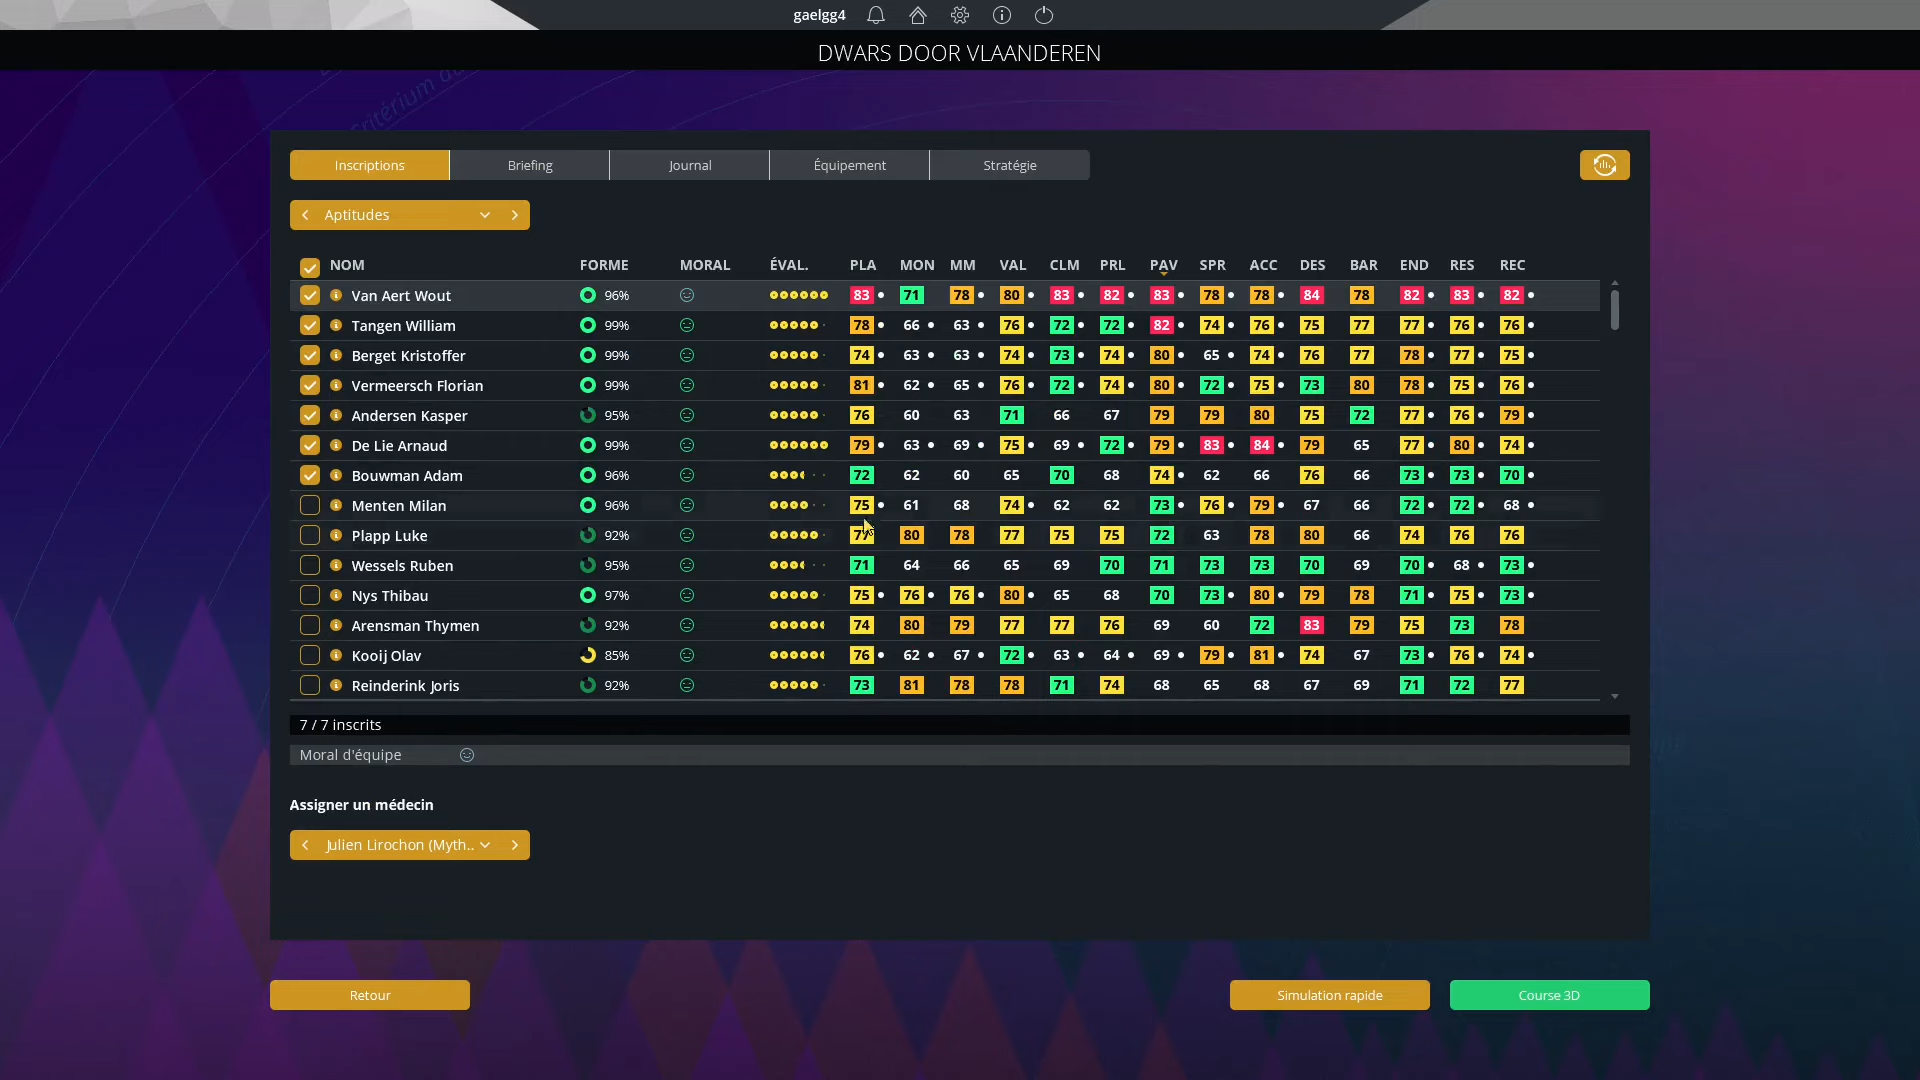 gaelgg4
DWARS DOOR VLAANDEREN
Critérium du
Inscriptions Briefing Journal Équipement Stratégie
Aptitudes
NOM FORME MORAL ÉVAL. PLA MON MM VAL CLM PRL PAV SPR ACC DES BAR END RES REC
Van Aert Wout 96% 83 71 78 80 83 82 83 78 78 84 78 82 83 82
Tangen William 99% 78 66 63 76 72 72 82 74 76 75 77 77 76 76
Berget Kristoffer 99% 74 63 63 74 73 74 80 65 74 76 77 78 77 75
Vermeersch Florian 99% 81 62 65 76 72 74 80 72 75 73 80 78 75 76
Andersen Kasper 95% 76 60 63 71 66 67 79 79 80 75 72 77 76 79
De Lie Arnaud 99% 79 63 69 75 69 72 79 83 84 79 65 77 80 74
Bouwman Adam 96% 72 62 60 65 70 68 74 62 66 76 66 73 73 70
Menten Milan 96% 75 61 68 74 62 62 73 76 79 67 66 72 72 68
Plapp Luke 92% 80 78 77 75 75 72 63 78 80 66 74 76 76
Wessels Ruben 95% 71 64 66 65 69 70 71 73 73 70 69 70 68 73
Nys Thibau 97% 75 76 76 80 65 68 70 73 80 79 78 71 75 73
Arensman Thymen 92% 74 80 79 77 77 76 69 60 72 83 79 75 73 78
Kooij Olav 85% 76 62 67 72 63 64 69 79 81 74 67 73 76 74
Reinderink Joris 92% 73 81 78 78 71 74 68 65 68 67 69 71 72 77
7 / 7 inscrits
Moral d'équipe
Assigner un médecin
Julien Lirochon (Myth..
Retour Simulation rapide Course 3D